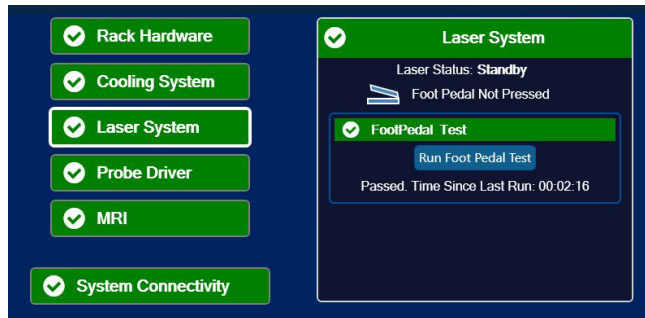 Rack Hardware
Cooling System
Laser System
Probe Driver
MRI
System Connectivity
Laser System
Laser Status: Standby
Foot Pedal Not Pressed
FootPedal Test
Run Foot Pedal Test
Passed. Time Since Last Run: 00:02:16